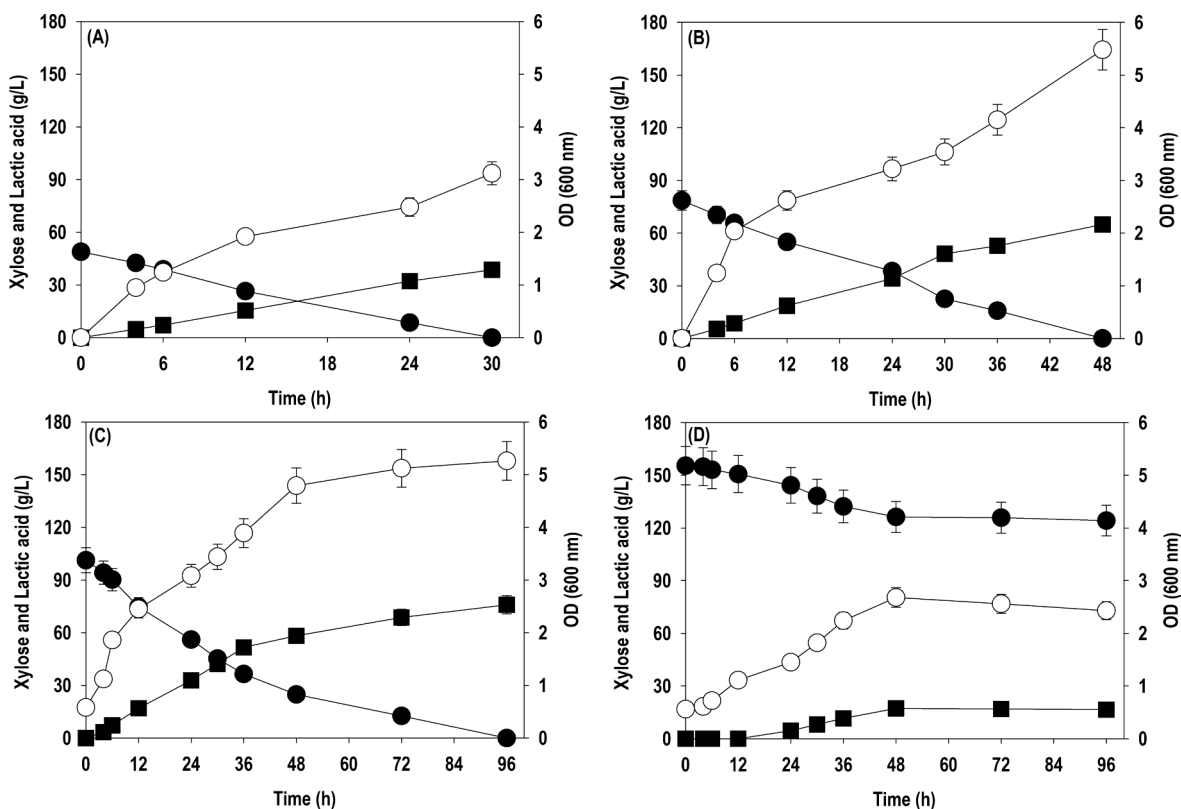 (A)
Xylose and Lactic acid (g/L)
180
150
120
90
60
30
0
OD (600 nm)
6
5
4
3
2
1
0
0 6 12 18 24 30
Time (h)
(B)
Xylose and Lactic acid (g/L)
180
150
120
90
60
30
0
OD (600 nm)
6
5
4
3
2
1
0
0 6 12 18 24 30 36 42 48
Time (h)
(C)
Xylose and Lactic acid (g/L)
180
150
120
90
60
30
0
OD (600 nm)
6
5
4
3
2
1
0
0 12 24 36 48 600 72 84 96
Time (h)
(D)
Xylose and Lactic acid (g/L)
180
150
120
90
60
30
0
OD (600 nm)
6
5
4
3
2
1
0
0 12 24 36 48 600 72 84 96
Time (h)